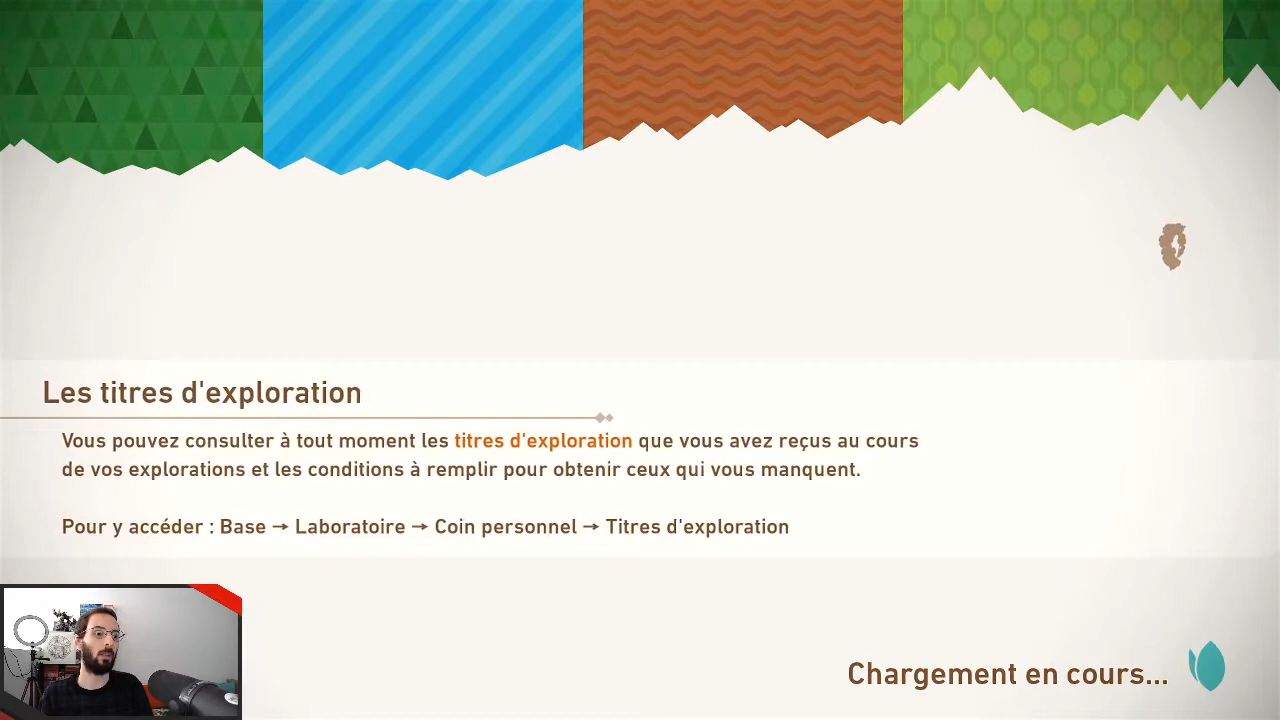 Les titres d'exploration
Vous pouvez consulter à tout moment les titres d'exploration que vous avez reçus au cours
de vos explorations et les conditions à remplir pour obtenir ceux qui vous manquent.
Pour y accéder : Base → Laboratoire → Coin personnel → Titres d'exploration
Chargement en cours...